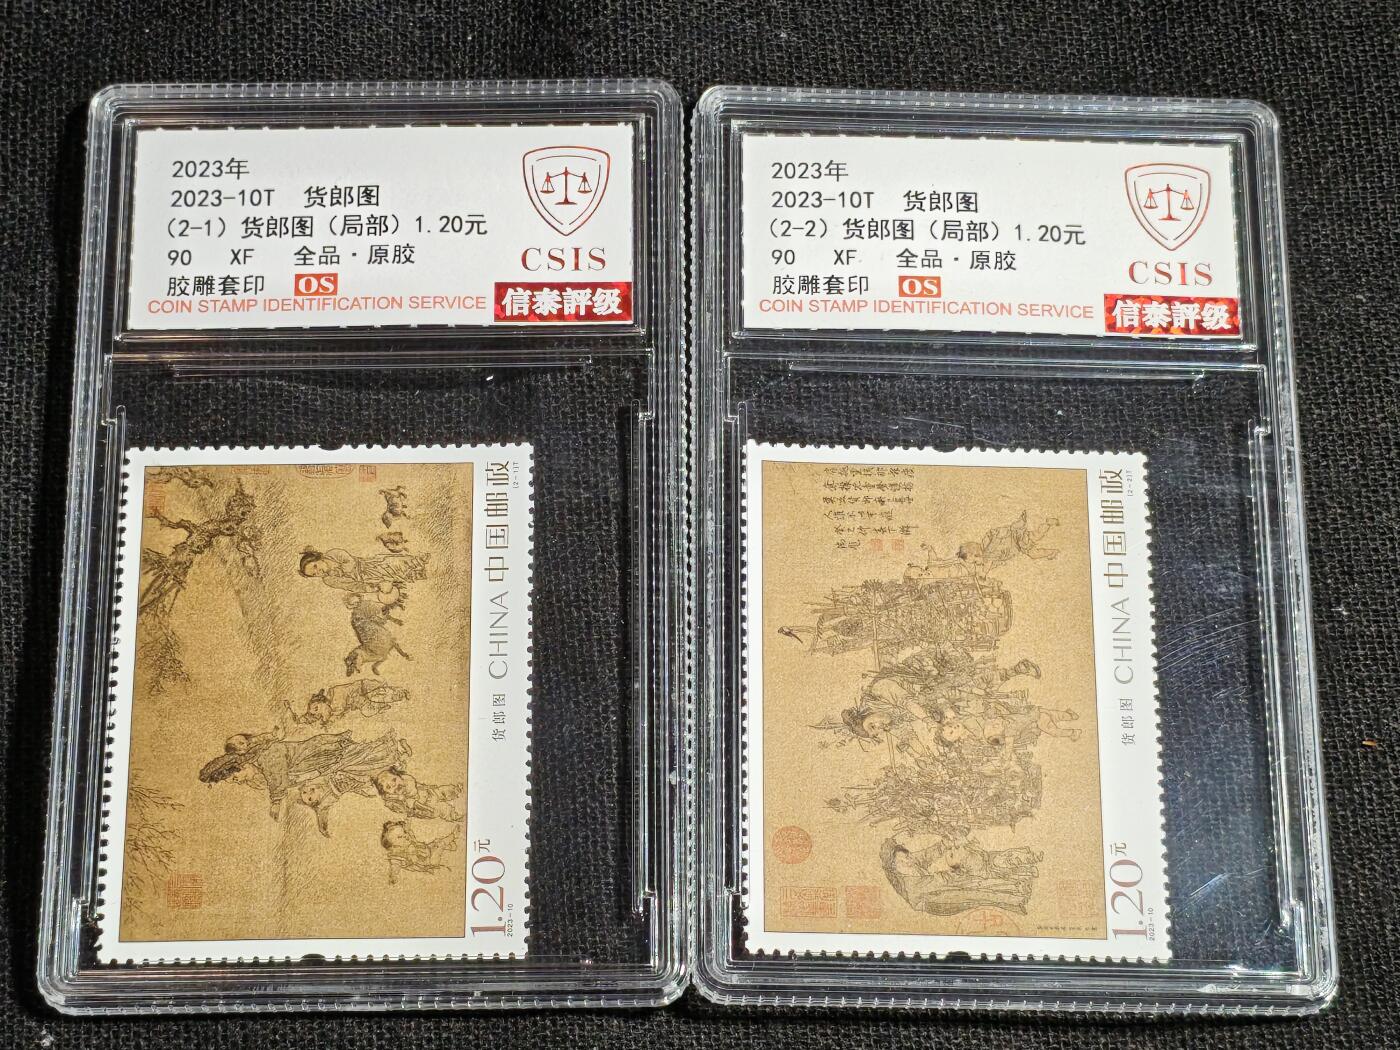 2023年
2023-10T 货郎图
(2-1) 货郎图 (局部) 1.20元
90 XF 全品·原胶
胶雕套印 OS
COIN STAMP IDENTIFICATION SERVICE
CSIS
信泰評级
2023年
2023-10T 货郎图
(2-2) 货郎图 (局部) 1.20元
90 XF 全品·原胶
胶雕套印 OS
COIN STAMP IDENTIFICATION SERVICE
CSIS
信泰評级
1.20元
2023-10
货郎图 CHINA 中国邮政
(2-1)T
1.20元
2023-10
货郎图 CHINA 中国邮政
(2-2)T